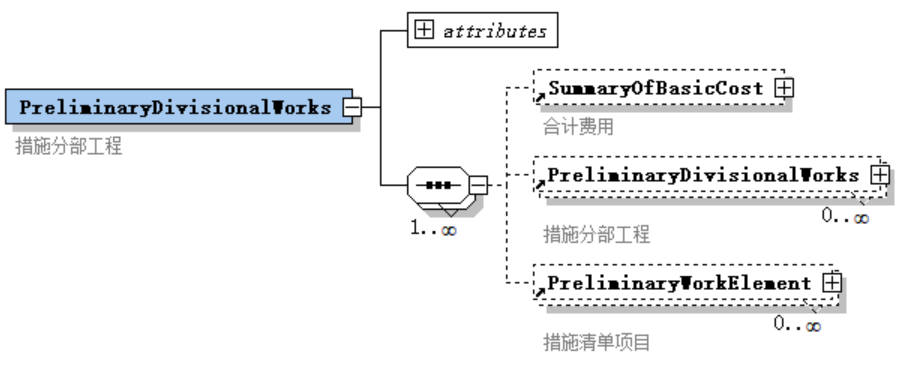 attributes
PreliminaryDivisionalWorks
措施分部工程
1..∞
SummaryOfBasicCost
合计费用
PreliminaryDivisionalWorks
0..∞
措施分部工程
PreliminaryWorkElement
0..∞
措施清单项目